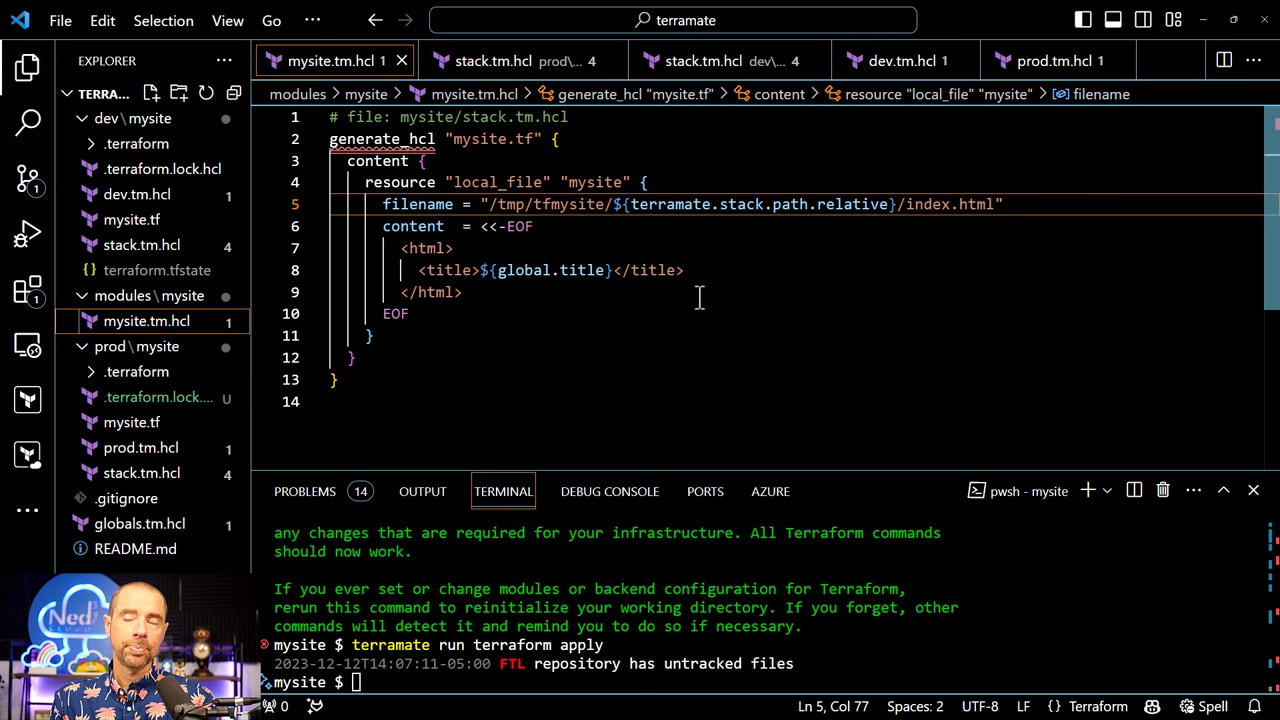 File Edit Selection View Go ··· terramate
EXPLORER ···
mysite.tm.hcl 1
stack.tm.hcl prod\... 4
stack.tm.hcl dev\... 4
dev.tm.hcl 1
prod.tm.hcl 1
modules > mysite > mysite.tm.hcl > generate_hcl "mysite.tf" > content > resource "local_file" "mysite" > filename
TERRA...
dev\mysite
.terraform
.terraform.lock.hcl
dev.tm.hcl 1
mysite.tf
stack.tm.hcl 4
{} terraform.tfstate
modules\mysite
mysite.tm.hcl 1
prod\mysite
.terraform
.terraform.lock.... U
mysite.tf
prod.tm.hcl 1
stack.tm.hcl 4
.gitignore
globals.tm.hcl 1
README.md
1 # file: mysite/stack.tm.hcl
2 generate_hcl "mysite.tf" {
3 content {
4 resource "local_file" "mysite" {
5 filename = "/tmp/tfmysite/${terramate.stack.path.relative}/index.html"
6 content = <<-EOF
7 <html>
8 <title>${global.title}</title>
9 </html>
10 EOF
11 }
12 }
13 }
14
PROBLEMS 14 OUTPUT TERMINAL DEBUG CONSOLE PORTS AZURE pwsh - mysite
any changes that are required for your infrastructure. All Terraform commands
should now work.
If you ever set or change modules or backend configuration for Terraform,
rerun this command to reinitialize your working directory. If you forget, other
commands will detect it and remind you to do so if necessary.
mysite $ terramate run terraform apply
2023-12-12T14:07:11-05:00 FTL repository has untracked files
mysite $
1
1
Ned
0 Ln 5, Col 77 Spaces: 2 UTF-8 LF {} Terraform Spell